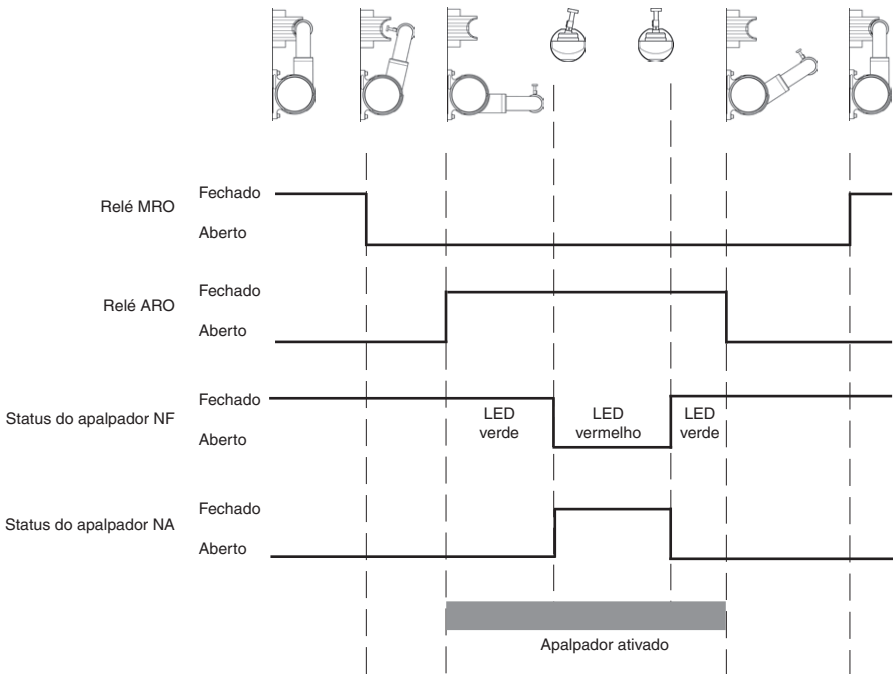 Relé MRO
Fechado
Aberto
Relé ARO
Fechado
Aberto
Status do apalpador NF
Fechado
Aberto
LED
verde
LED
vermelho
LED
verde
Status do apalpador NA
Fechado
Aberto
Apalpador ativado